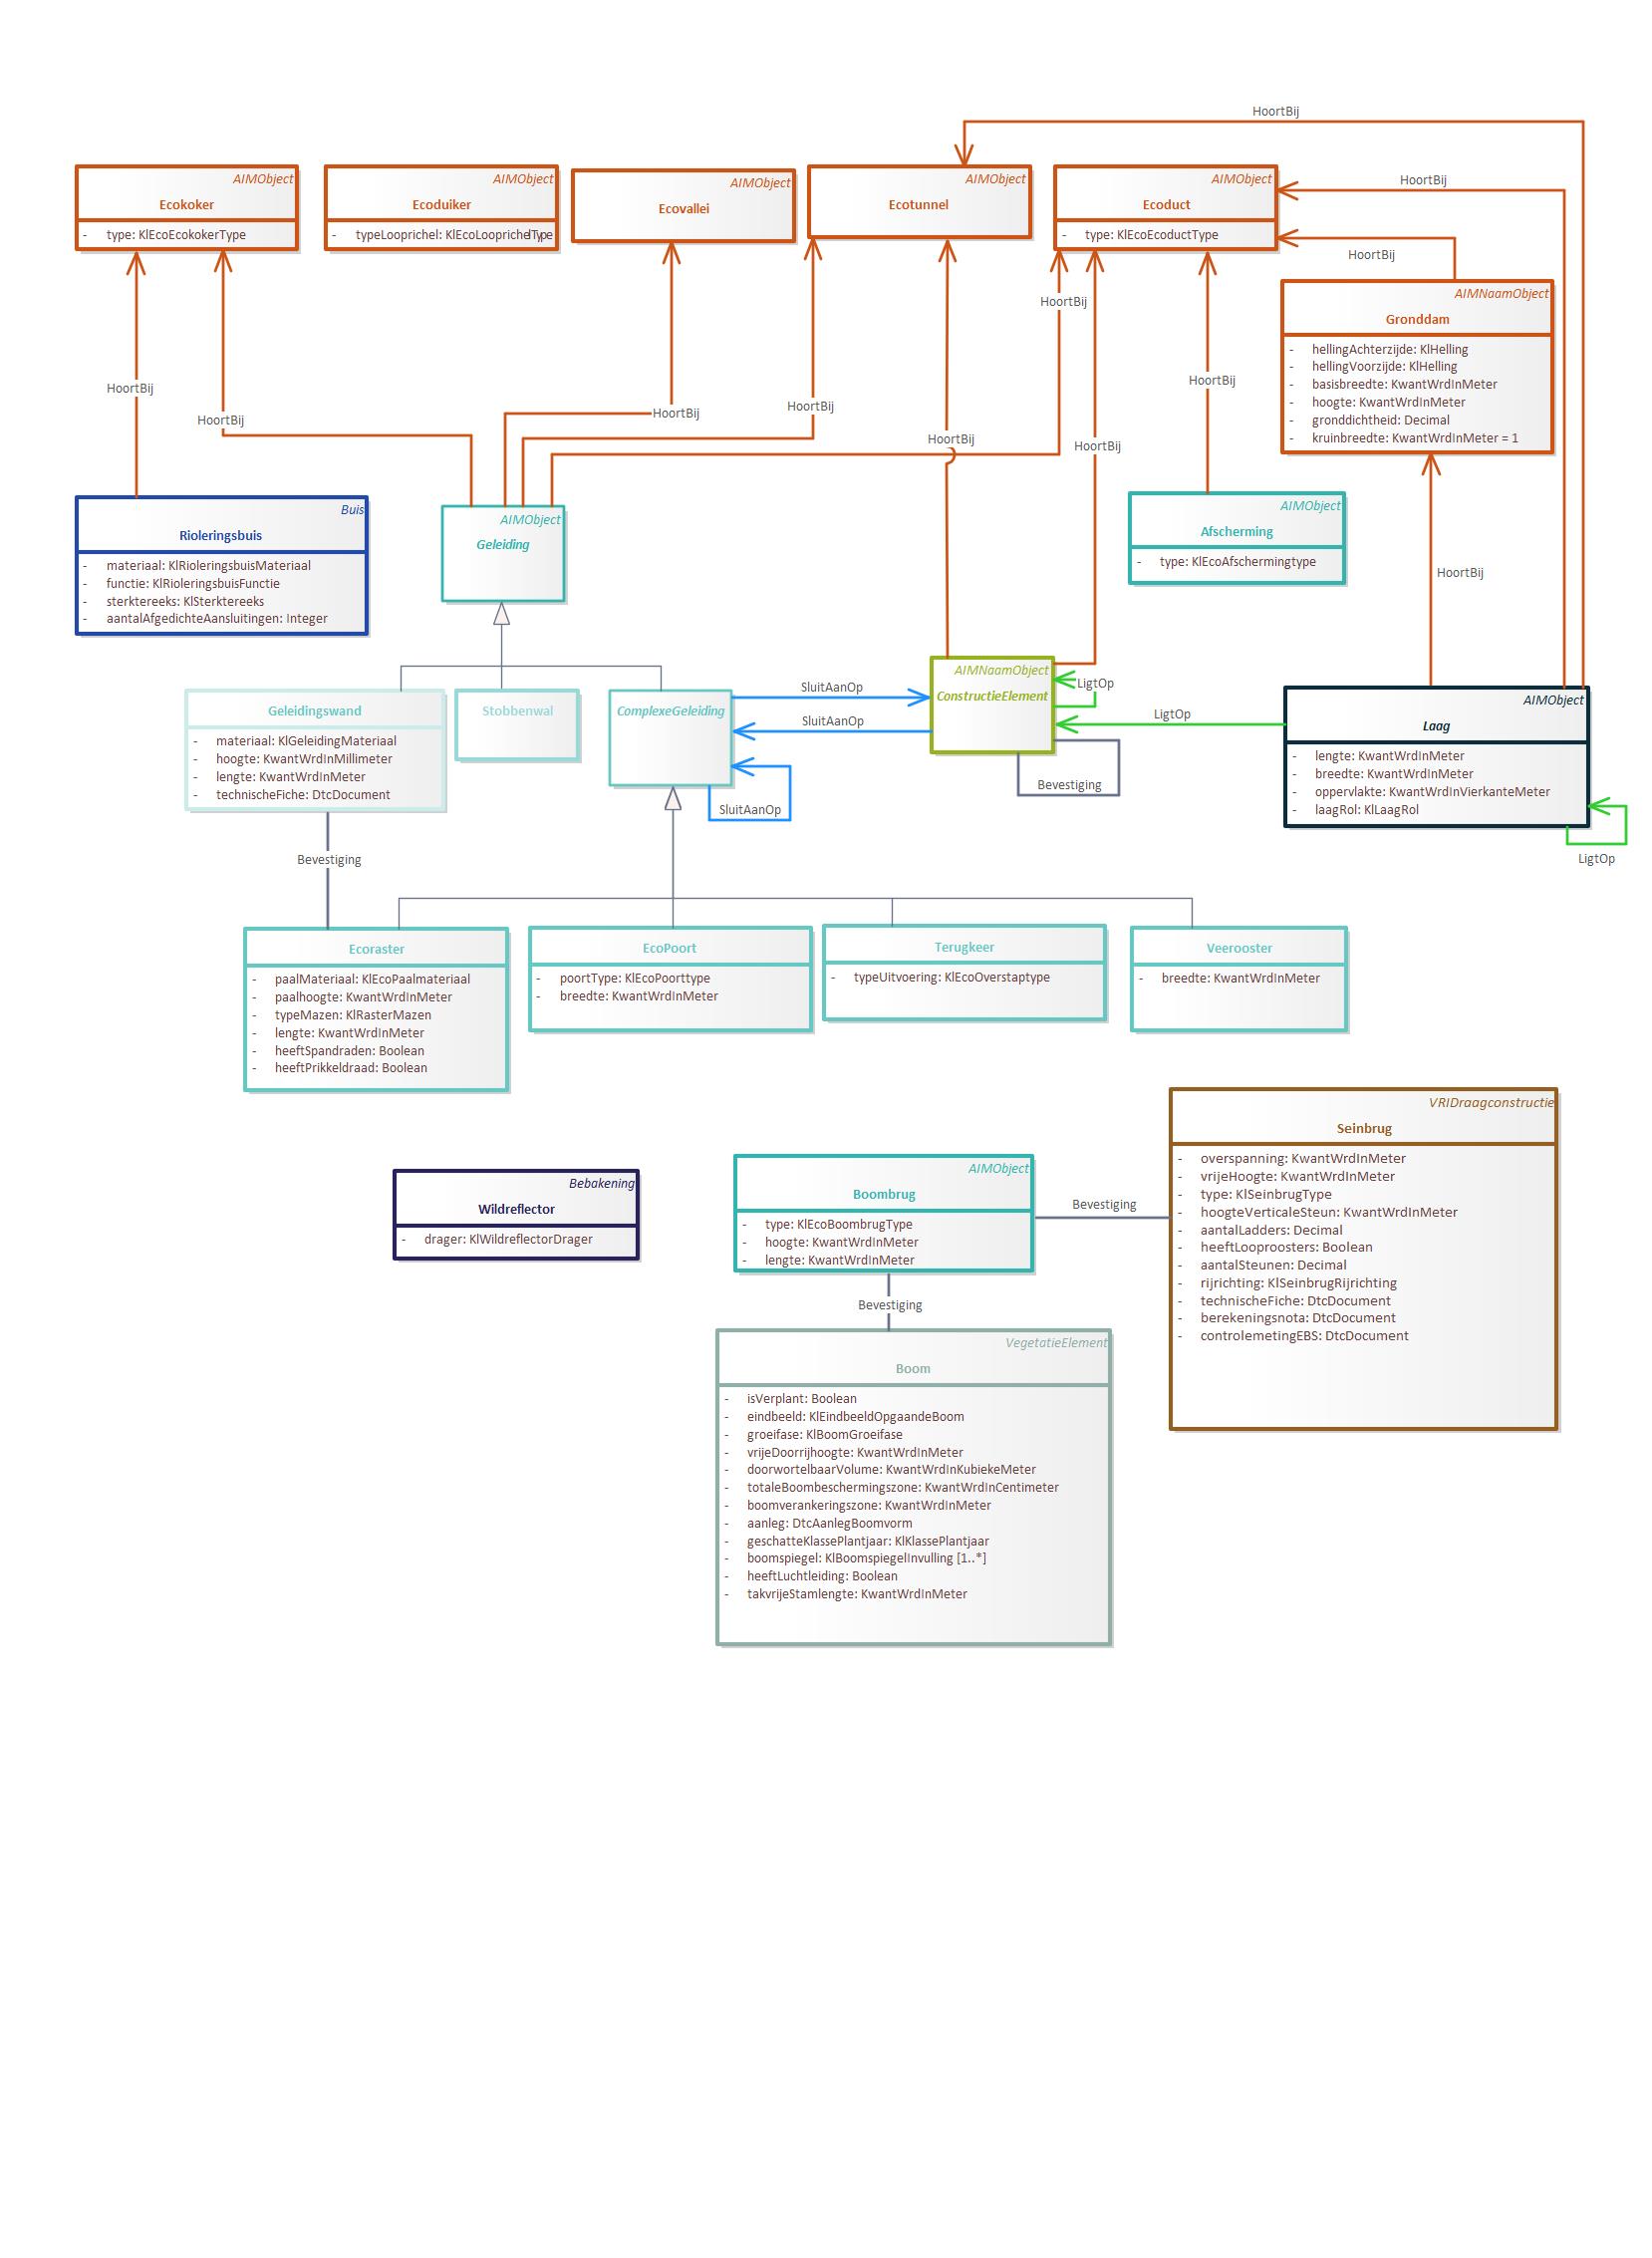 HoortBij
AIMObject
Ecokoker
- type: KlEcoEcokokerType
AIMObject
Ecoduiker
- typeLooprichel: KlEcoLooprichelType
AIMObject
Ecovallei
AIMObject
Ecotunnel
AIMObject
Ecoduct
- type: KlEcoEcoductType
HoortBij
HoortBij
AIMNaamObject
Gronddam
- hellingAchterzijde: KlHelling
- hellingVoorzijde: KlHelling
- basisbreedte: KwantWrdInMeter
- hoogte: KwantWrdInMeter
- gronddichtheid: Decimal
- kruinbreedte: KwantWrdInMeter = 1
HoortBij
HoortBij
HoortBij
HoortBij
HoortBij
HoortBij
HoortBij
HoortBij
Buis
Rioleringsbuis
- materiaal: KlRioleringsbuisMateriaal
- functie: KlRioleringsbuisFunctie
- sterktereeks: KlSterktereeks
- aantalAfgedichteAansluitingen: Integer
AIMObject
Geleiding
AIMObject
Afscherming
- type: KlEcoAfschermingtype
HoortBij
Geleidingswand
- materiaal: KlGeleidingMateriaal
- hoogte: KwantWrdInMillimeter
- lengte: KwantWrdInMeter
- technischeFiche: DtcDocument
Stobbenwal
ComplexeGeleiding
SluitAanOp
SluitAanOp
SluitAanOp
AIMNaamObject
ConstructieElement
LigtOp
LigtOp
Bevestiging
AIMObject
Laag
- lengte: KwantWrdInMeter
- breedte: KwantWrdInMeter
- oppervlakte: KwantWrdInVierkanteMeter
- laagRol: KlLaagRol
LigtOp
Bevestiging
Ecoraster
- paalMateriaal: KlEcoPaalmateriaal
- paalhoogte: KwantWrdInMeter
- typeMazen: KlRasterMazen
- lengte: KwantWrdInMeter
- heeftSpandraden: Boolean
- heeftPrikkeldraad: Boolean
EcoPoort
- poortType: KlEcoPoorttype
- breedte: KwantWrdInMeter
Terugkeer
- typeUitvoering: KlEcoOverstaptype
Veerooster
- breedte: KwantWrdInMeter
Bebakening
Wildreflector
- drager: KlWildreflectorDrager
AIMObject
Boombrug
- type: KlEcoBoombrugType
- hoogte: KwantWrdInMeter
- lengte: KwantWrdInMeter
Bevestiging
VRIDraagconstructie
Seinbrug
- overspanning: KwantWrdInMeter
- vrijeHoogte: KwantWrdInMeter
- type: KlSeinbrugType
- hoogteVerticaleSteun: KwantWrdInMeter
- aantalLadders: Decimal
- heeftLooproosters: Boolean
- aantalSteunen: Decimal
- rijrichting: KlSeinbrugRijrichting
- technischeFiche: DtcDocument
- berekeningsnota: DtcDocument
- controlemetingEBS: DtcDocument
Bevestiging
VegetatieElement
Boom
- isVerplant: Boolean
- eindbeeld: KlEindbeeldOpgaandeBoom
- groeifase: KlBoomGroeifase
- vrijeDoorrijhoogte: KwantWrdInMeter
- doorwortelbaarVolume: KwantWrdInKubiekeMeter
- totaleBoombeschermingszone: KwantWrdInCentimeter
- boomverankeringszone: KwantWrdInMeter
- aanleg: DtcAanlegBoomvorm
- geschatteKlassePlantjaar: KlKlassePlantjaar
- boomspiegel: KlBoomspiegelInvulling [1..*]
- heeftLuchtleiding: Boolean
- takvrijeStamlengte: KwantWrdInMeter